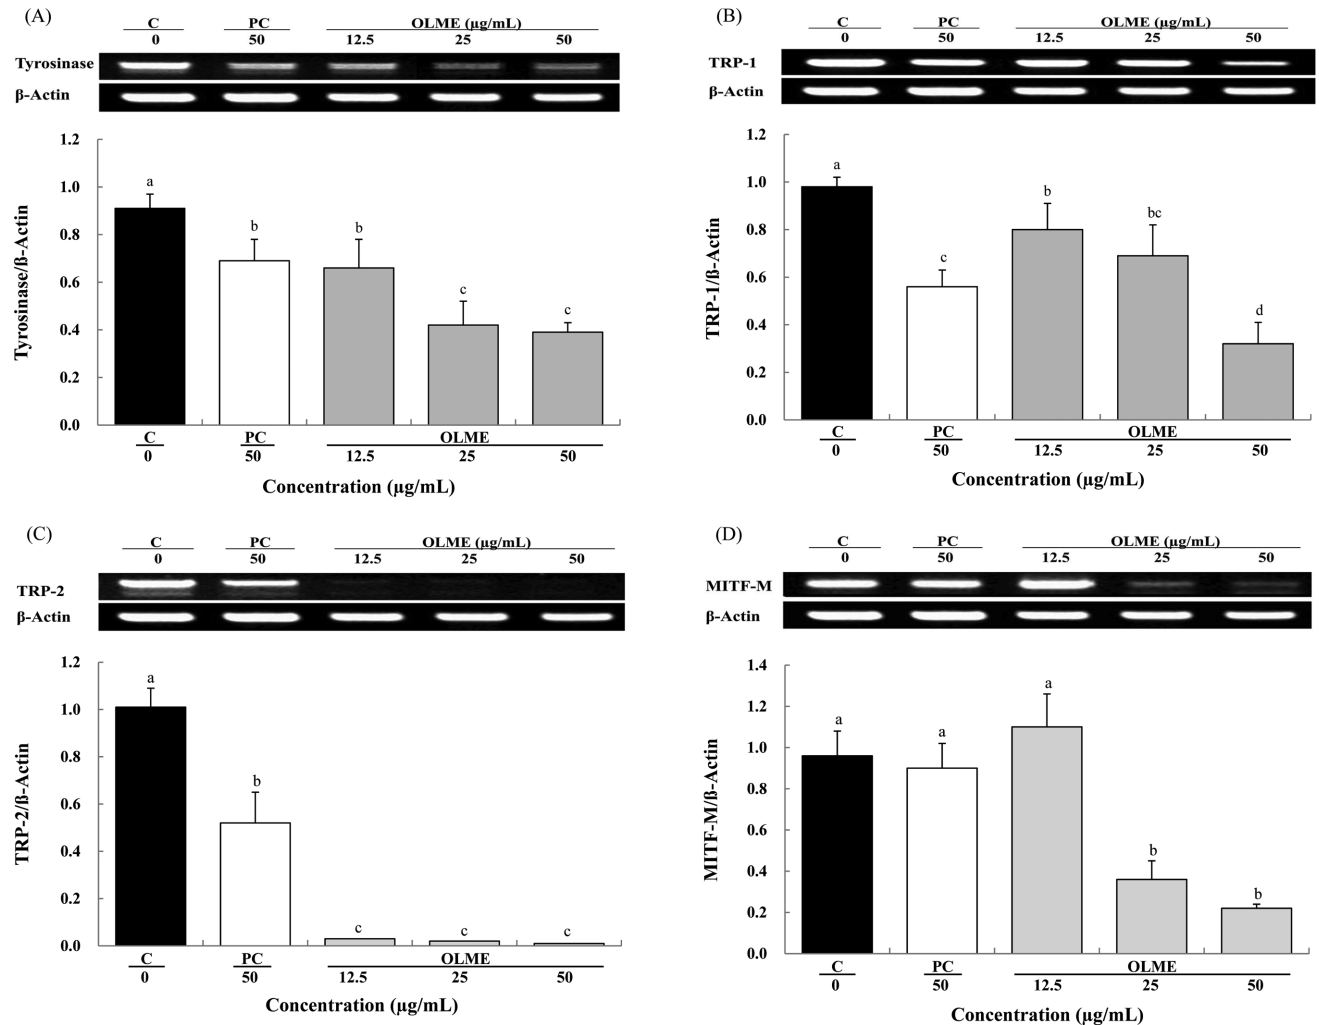 (A)
C PC OLME (µg/mL)
0 50 12.5 25 50
Tyrosinase
β-Actin
1.2
1.0
0.8
0.6
0.4
0.2
0.0
Tyrosinase/ß-Actin
a b b c c
C PC OLME
0 50 12.5 25 50
Concentration (µg/mL)
(B)
C PC OLME (µg/mL)
0 50 12.5 25 50
TRP-1
β-Actin
1.2
1.0
0.8
0.6
0.4
0.2
0.0
TRP-1/ß-Actin
a c b bc d
C PC OLME
0 50 12.5 25 50
Concentration (µg/mL)
(C)
C PC OLME (µg/mL)
0 50 12.5 25 50
TRP-2
β-Actin
1.2
1.0
0.8
0.6
0.4
0.2
0.0
TRP-2/ß-Actin
a b c c c
C PC OLME
0 50 12.5 25 50
Concentration (µg/mL)
(D)
C PC OLME (µg/mL)
0 50 12.5 25 50
MITF-M
β-Actin
1.4
1.2
1.0
0.8
0.6
0.4
0.2
0.0
MITF-M/ß-Actin
a a a b b
C PC OLME
0 50 12.5 25 50
Concentration (µg/mL)